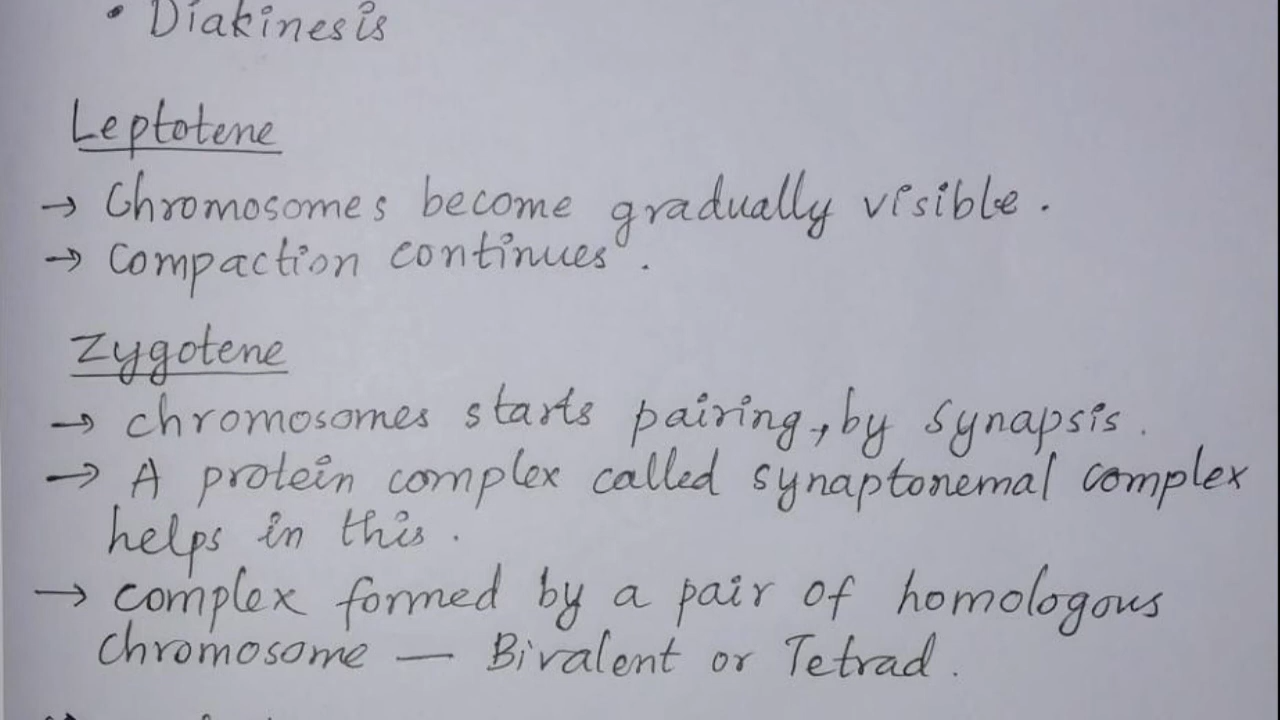 • Diakinesis
Leptotene
→ Chromosomes become gradually visible.
→ Compaction continues.
Zygotene
→ chromosomes starts pairing, by synapsis.
→ A protein complex called synaptonemal complex
helps in this.
→ complex formed by a pair of homologous
chromosome — Bivalent or Tetrad.